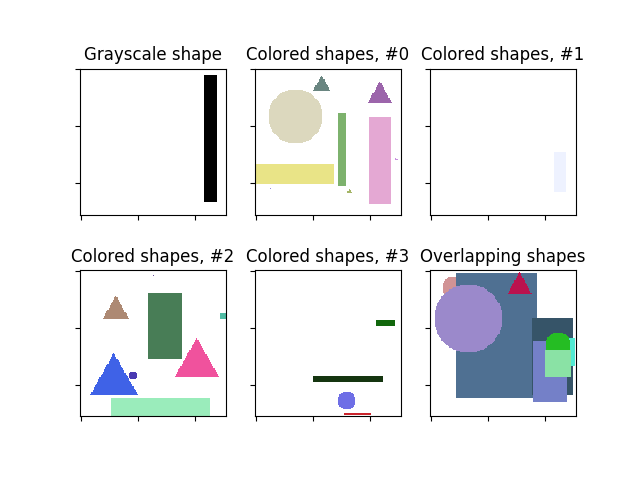 Grayscale shape
Colored shapes, #0
Colored shapes, #1
Colored shapes, #2
Colored shapes, #3
Overlapping shapes